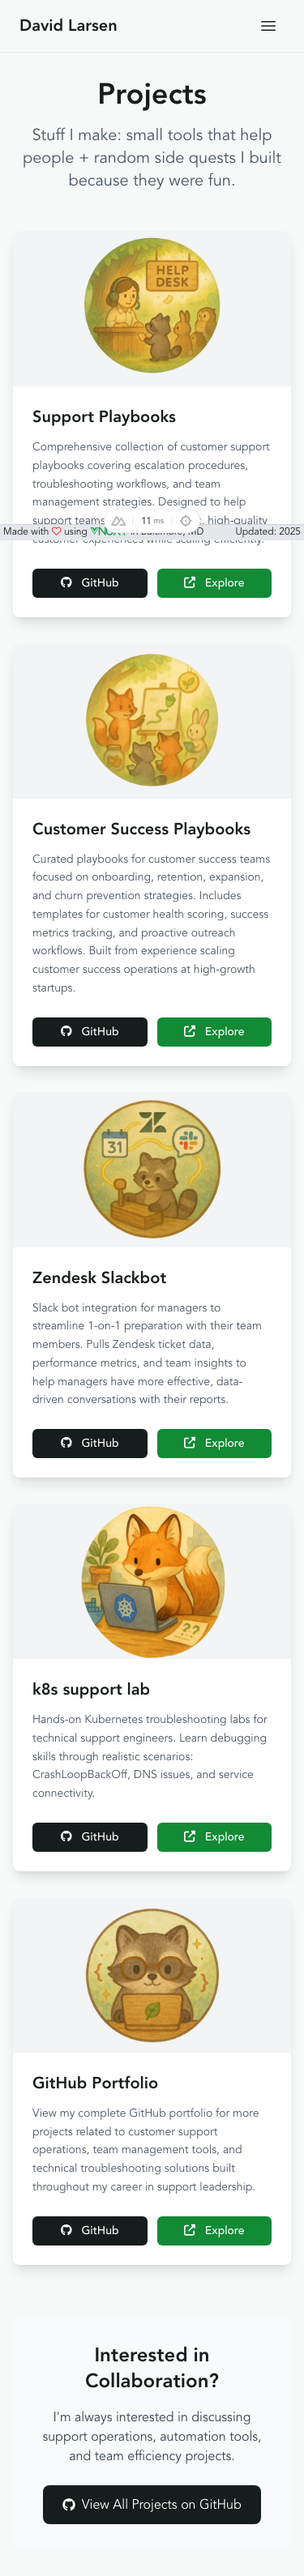 David Larsen
Projects
Stuff I make: small tools that help
people + random side quests I built
because they were fun.
HELP
DESK
Support Playbooks
Comprehensive collection of customer support
playbooks covering escalation procedures,
troubleshooting workflows, and team
management strategies. Designed to help
support teams
high-quality
11 ms
Made with
using
in Baltimore, MD
Updated: 2025
customer experiences while scaling efficiently.
GitHub
Explore
Customer Success Playbooks
Curated playbooks for customer success teams
focused on onboarding, retention, expansion,
and churn prevention strategies. Includes
templates for customer health scoring, success
metrics tracking, and proactive outreach
workflows. Built from experience scaling
customer success operations at high-growth
startups.
GitHub
Explore
31
Zendesk Slackbot
Slack bot integration for managers to
streamline 1-on-1 preparation with their team
members. Pulls Zendesk ticket data,
performance metrics, and team insights to
help managers have more effective, data-
driven conversations with their reports.
GitHub
Explore
??
k8s support lab
Hands-on Kubernetes troubleshooting labs for
technical support engineers. Learn debugging
skills through realistic scenarios:
CrashLoopBackOff, DNS issues, and service
connectivity.
GitHub
Explore
GitHub Portfolio
View my complete GitHub portfolio for more
projects related to customer support
operations, team management tools, and
technical troubleshooting solutions built
throughout my career in support leadership.
GitHub
Explore
Interested in
Collaboration?
I'm always interested in discussing
support operations, automation tools,
and team efficiency projects.
View All Projects on GitHub